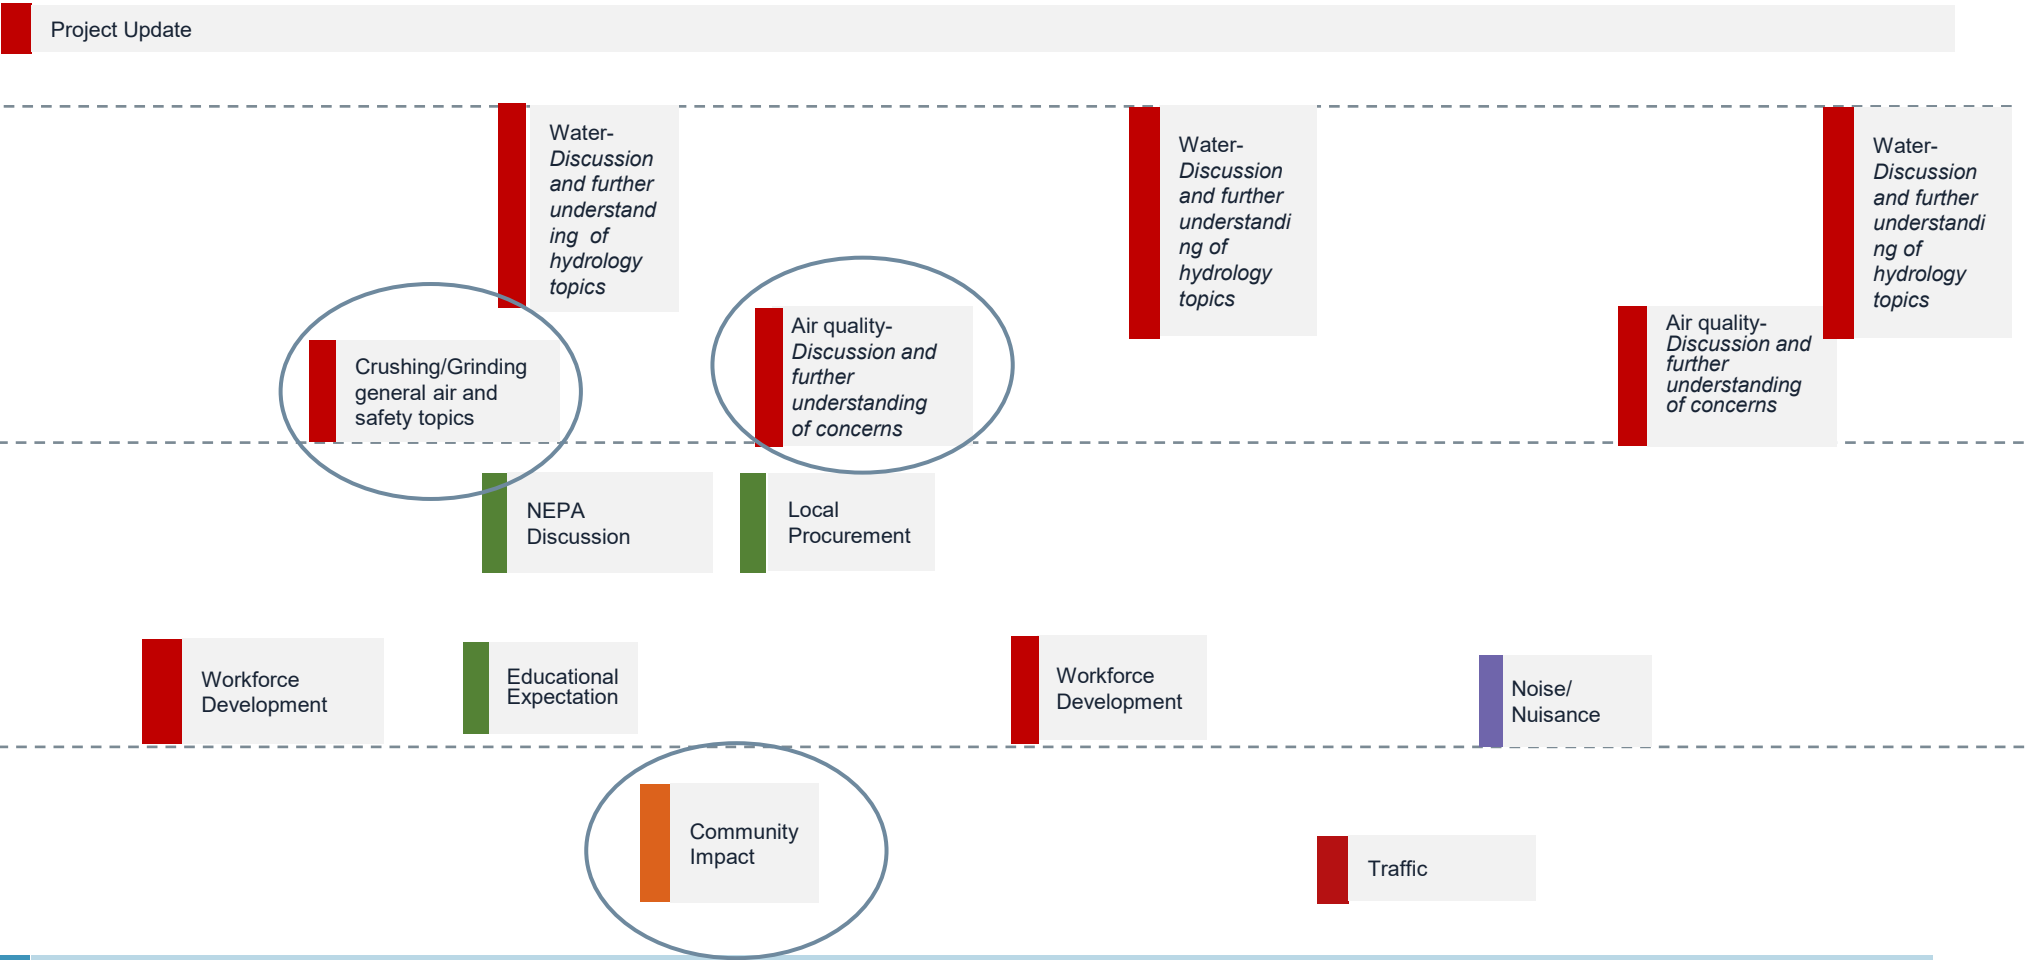 Project Update
Water-
Discussion
and further
understand
ing of
hydrology
topics
Water-
Discussion
and further
understandi
ng of
hydrology
topics
Water-
Discussion
and further
understandi
ng of
hydrology
topics
Crushing/Grinding
general air and
safety topics
Air quality-
Discussion and
further
understanding
of concerns
Air quality-
Discussion and
further
understanding
of concerns
NEPA
Discussion
Local
Procurement
Workforce
Development
Educational
Expectation
Workforce
Development
Noise/
Nuisance
Community
Impact
Traffic